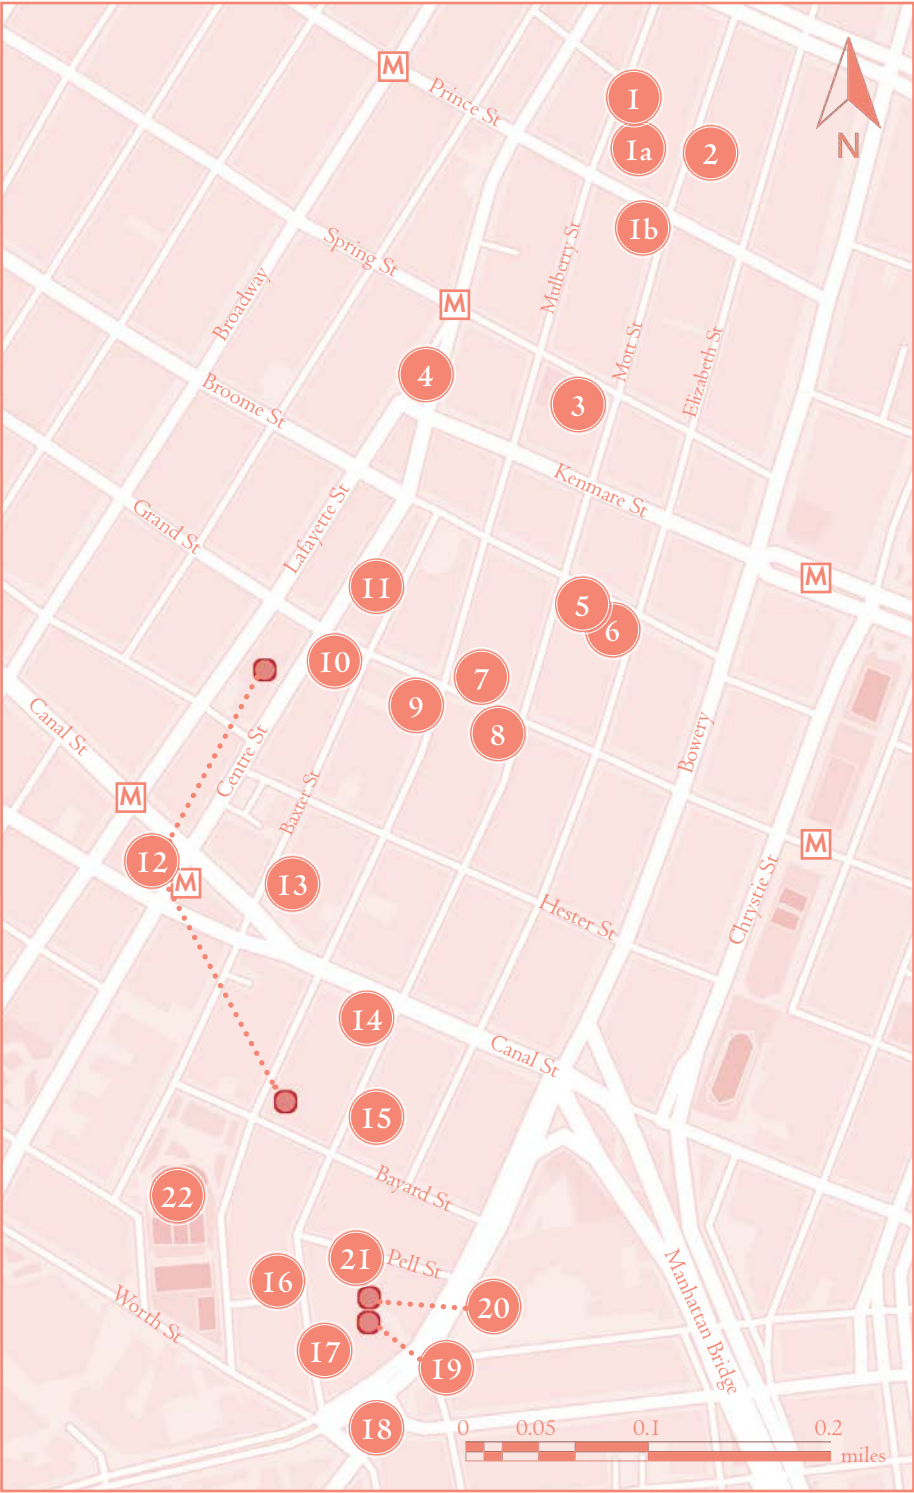 M
Prince St
1
1a
2
N
1b
Spring St
Mulberry St
Broadway
M
Mott St
Elizabeth St
4
Broome St
3
Kenmare St
Lafayette St
Grand St
M
11
5
6
10
7
9
8
Canal St
Centre St
Bowery
Baxter St
M
M
12
M
13
Chrystie St
Hester St
14
Canal St
15
Bayard St
22
21
Pell St
16
Manhattan Bridge
Worth St
20
17
19
18
0 0.05 0.1 0.2
miles